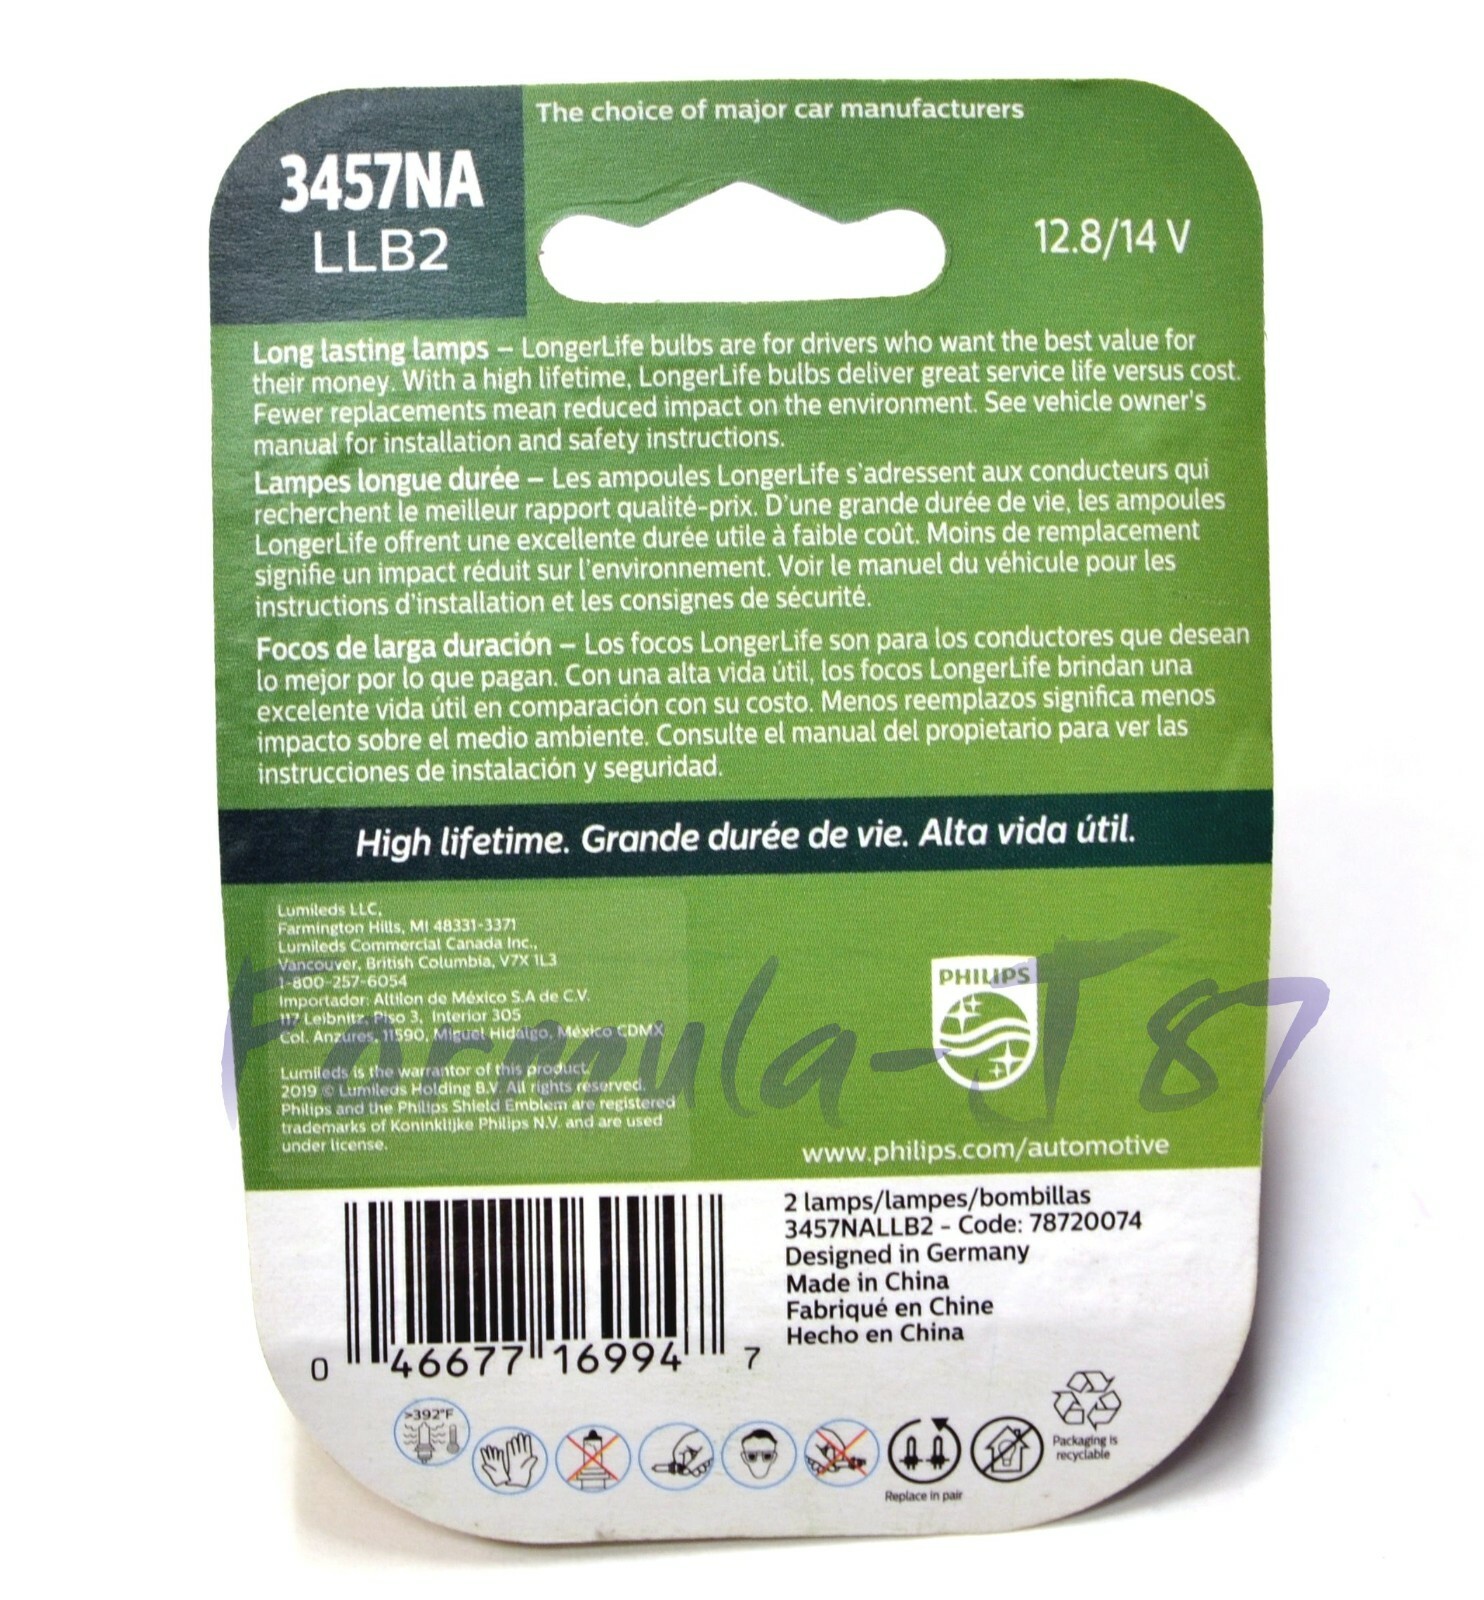 The choice of major car manufacturers
3457NA
LLB2
12.8/14 V
Long lasting lamps – LongerLife bulbs are for drivers who want the best value for
their money. With a high lifetime, LongerLife bulbs deliver great service life versus cost.
Fewer replacements mean reduced impact on the environment. See vehicle owner's
manual for installation and safety instructions.
Lampes longue durée – Les ampoules LongerLife s'adressent aux conducteurs qui
recherchent le meilleur rapport qualité-prix. D'une grande durée de vie, les ampoules
LongerLife offrent une excellente durée utile à faible coût. Moins de remplacement
signifie un impact réduit sur l'environnement. Voir le manuel du véhicule pour les
instructions d'installation et les consignes de sécurité.
Focos de larga duración – Los focos LongerLife son para los conductores que desean
lo mejor por lo que pagan. Con una alta vida útil, los focos LongerLife brindan una
excelente vida útil en comparación con su costo. Menos reemplazos significa menos
impacto sobre el medio ambiente. Consulte el manual del propietario para ver las
instrucciones de instalación y seguridad.
High lifetime. Grande durée de vie. Alta vida útil.
Lumileds LLC,
Farmington Hills, MI 48331-3371
Lumileds Commercial Canada Inc.,
Vancouver, British Columbia, V7X 1L3
1-800-257-6054
Importador: Altilon de México S.A de C.V.
117 Leibnitz, Piso 3, Interior 305
Col. Anzures, 11590, Miguel Hidalgo, México CDMX
Lumileds is the warrantor of this product.
2019 © Lumileds Holding B.V. All rights reserved.
Philips and the Philips Shield Emblem are registered
trademarks of Koninklijke Philips N.V. and are used
under license.
PHILIPS
Formula-J 87
www.philips.com/automotive
2 lamps/lampes/bombillas
3457NALLB2 - Code: 78720074
Designed in Germany
Made in China
Fabriqué en Chine
Hecho en China
0 46677 16994 7
>392°F
Replace in pair
Packaging is
recyclable